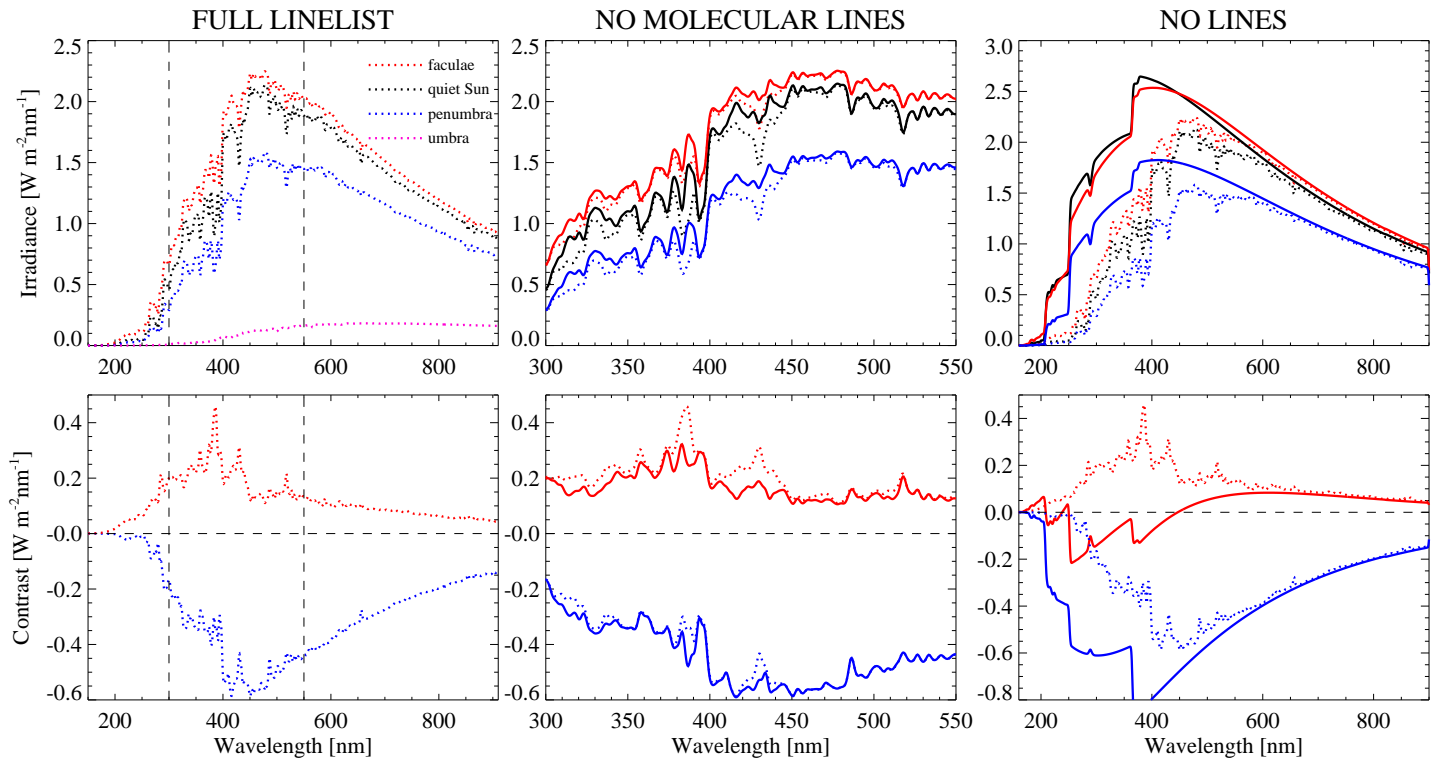 FULL LINELIST
NO MOLECULAR LINES
NO LINES
Irradiance [W m-2nm-1]
2.5
2.0
1.5
1.0
0.5
0.0
200 400 600 800
faculae
quiet Sun
penumbra
umbra
2.5
2.0
1.5
1.0
0.5
0.0
300 350 400 450 500 550
3.0
2.5
2.0
1.5
1.0
0.5
0.0
200 400 600 800
Contrast [W m-2nm-1]
0.4
0.2
-0.0
-0.2
-0.4
-0.6
200 400 600 800
Wavelength [nm]
0.4
0.2
-0.0
-0.2
-0.4
-0.6
300 350 400 450 500 550
Wavelength [nm]
0.4
0.2
0.0
-0.2
-0.4
-0.6
-0.8
200 400 600 800
Wavelength [nm]